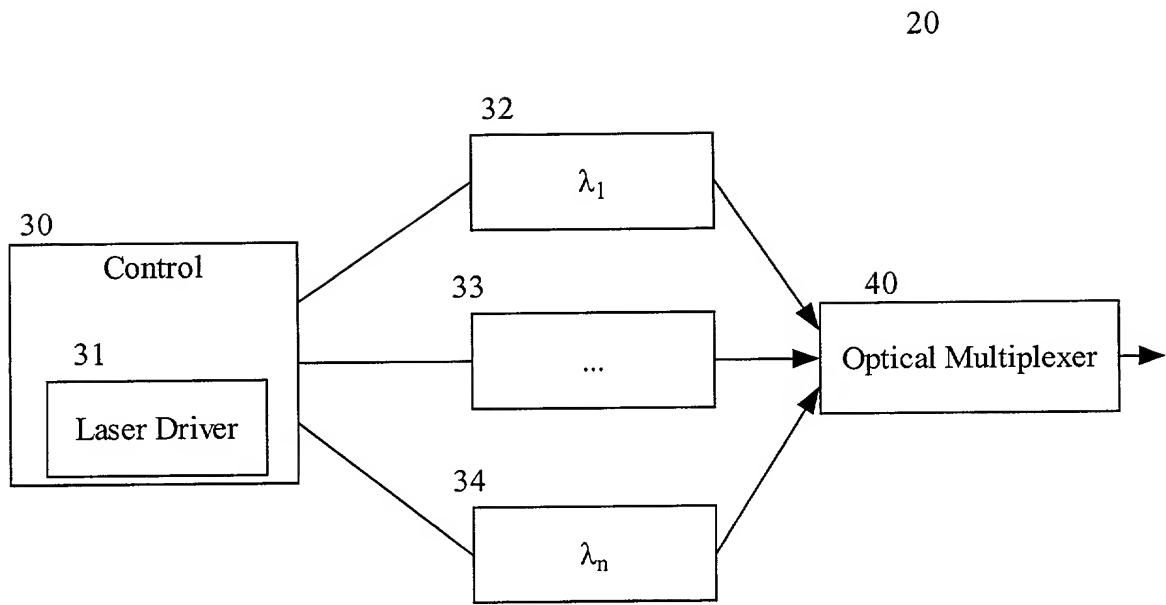 20
32
λ1
30
Control
33
...
40
Optical Multiplexer
31
Laser Driver
34
λn